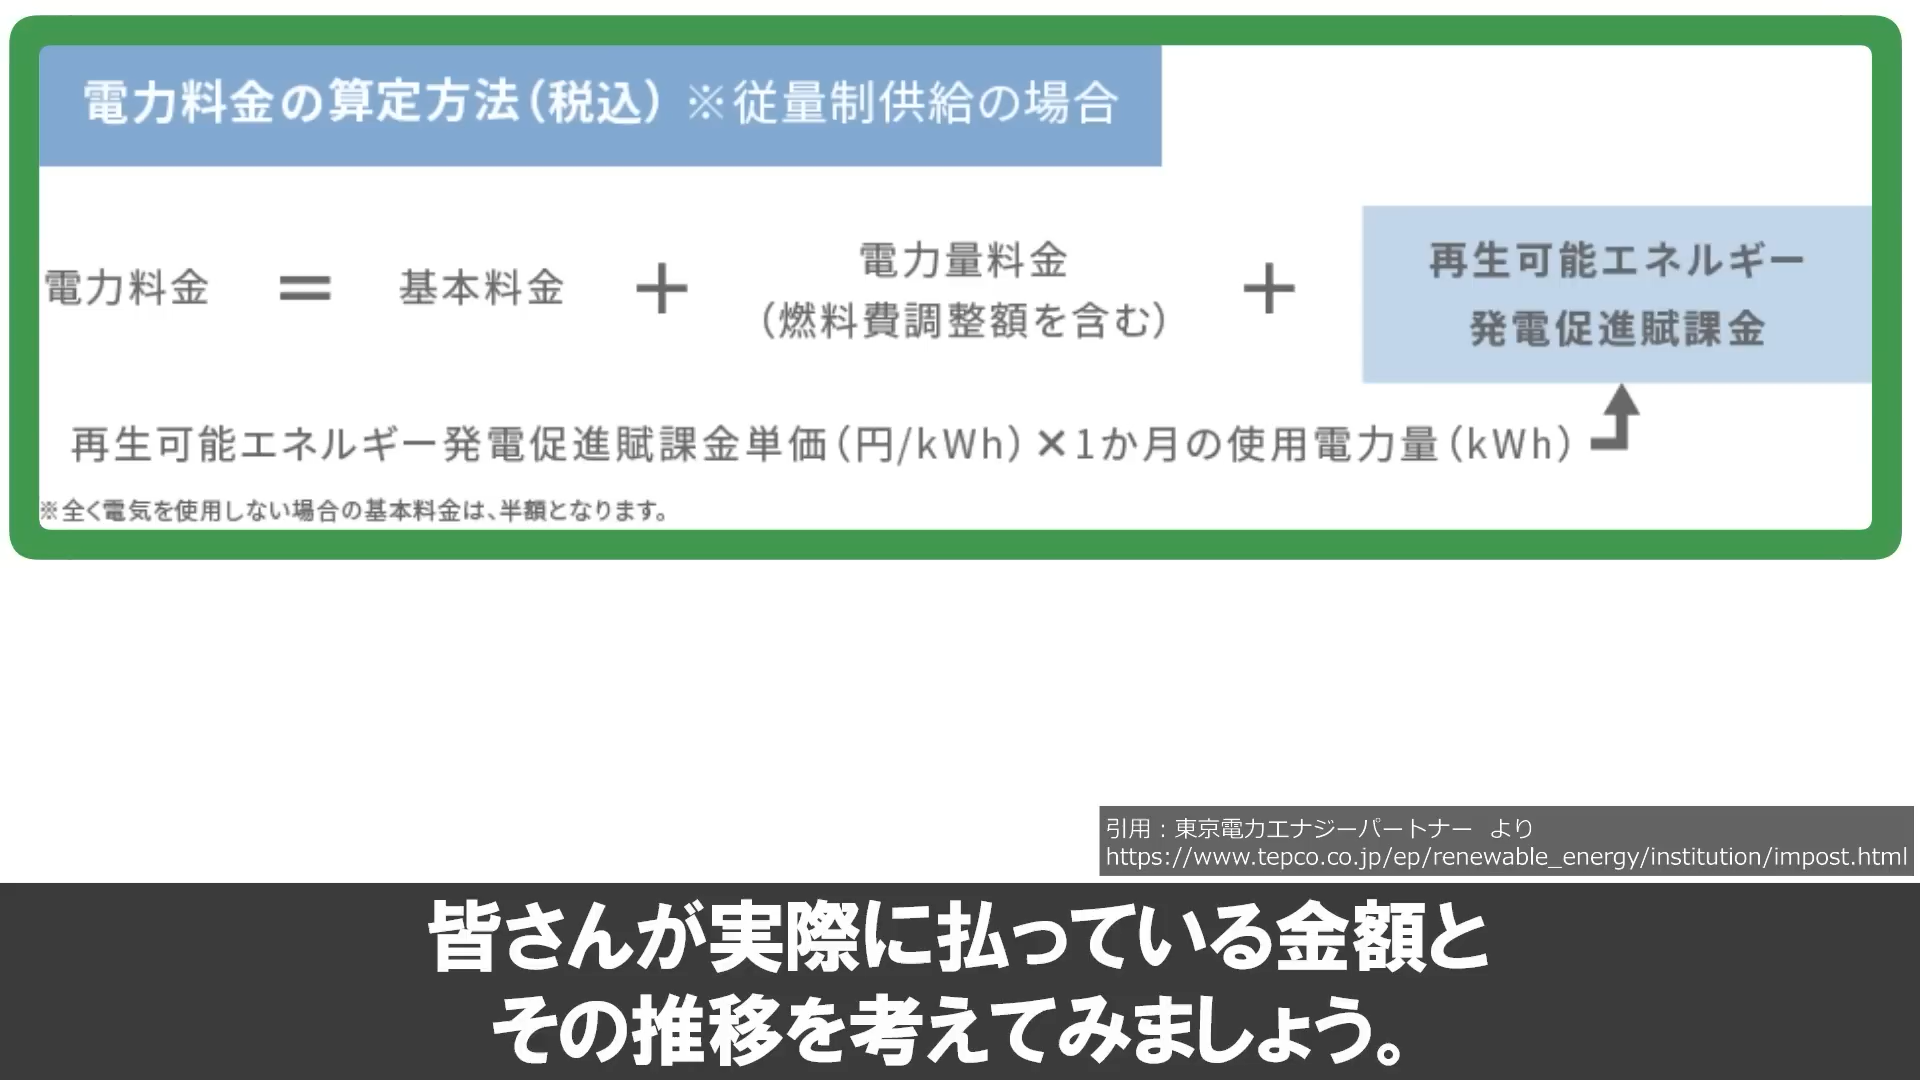 電力料金の算定方法（税込）※従量制供給の場合
電力料金 ＝ 基本料金 ＋ 電力量料金（燃料費調整額を含む） ＋ 再生可能エネルギー発電促進賦課金
再生可能エネルギー発電促進賦課金単価（円/kWh）×1か月の使用電力量（kWh）
※全く電気を使用しない場合の基本料金は、半額となります。
引用：東京電力エナジーパートナー より
https://www.tepco.co.jp/ep/renewable_energy/institution/impost.html
皆さんが実際に払っている金額と
その推移を考えてみましょう。